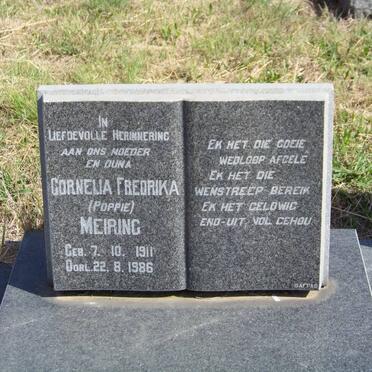 IN
LIEFDEVOLLE HERINNERING
AAN ONS MOEDER
EN OUMA
CORNELIA FREDRIKA
(POPPIE)
MEIRING
GEB. 7. 10. 1911
OORL. 22. 8. 1986
EK HET DIE GOEIE
WEDLOOP AFGELÊ
EK HET DIE
WENSTREEP BEREIK
EK HET GELOWIG
END-UIT VOL GEHOU